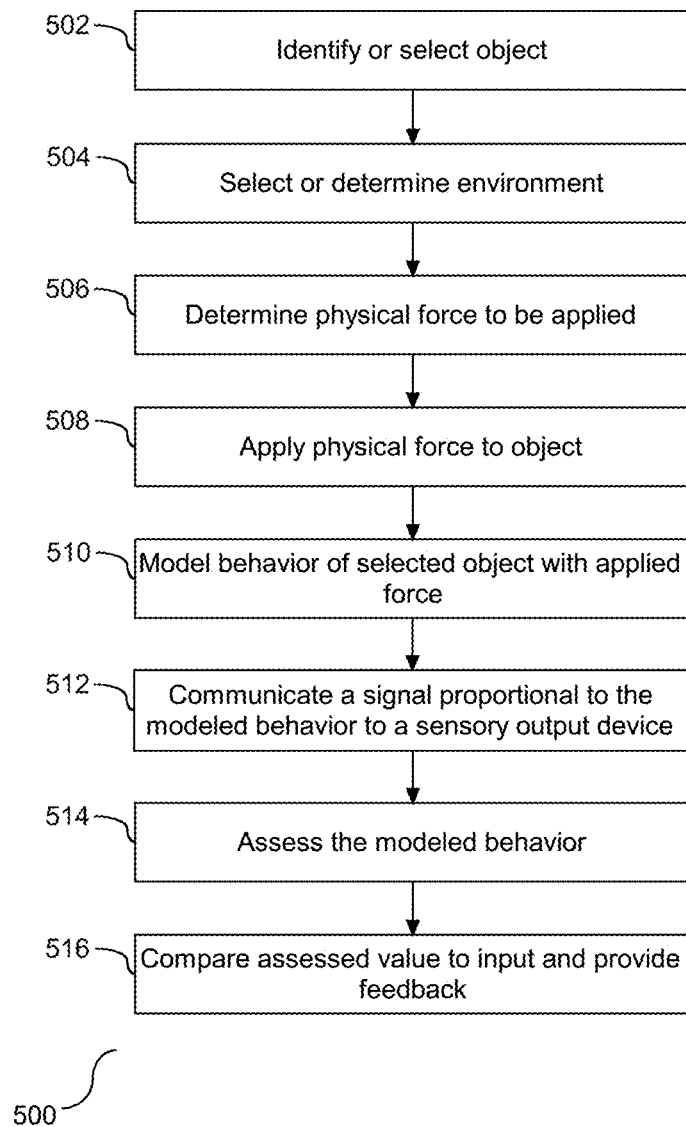 502
Identify or select object
504
Select or determine environment
506
Determine physical force to be applied
508
Apply physical force to object
510
Model behavior of selected object with applied
force
512
Communicate a signal proportional to the
modeled behavior to a sensory output device
514
Assess the modeled behavior
516
Compare assessed value to input and provide
feedback
500